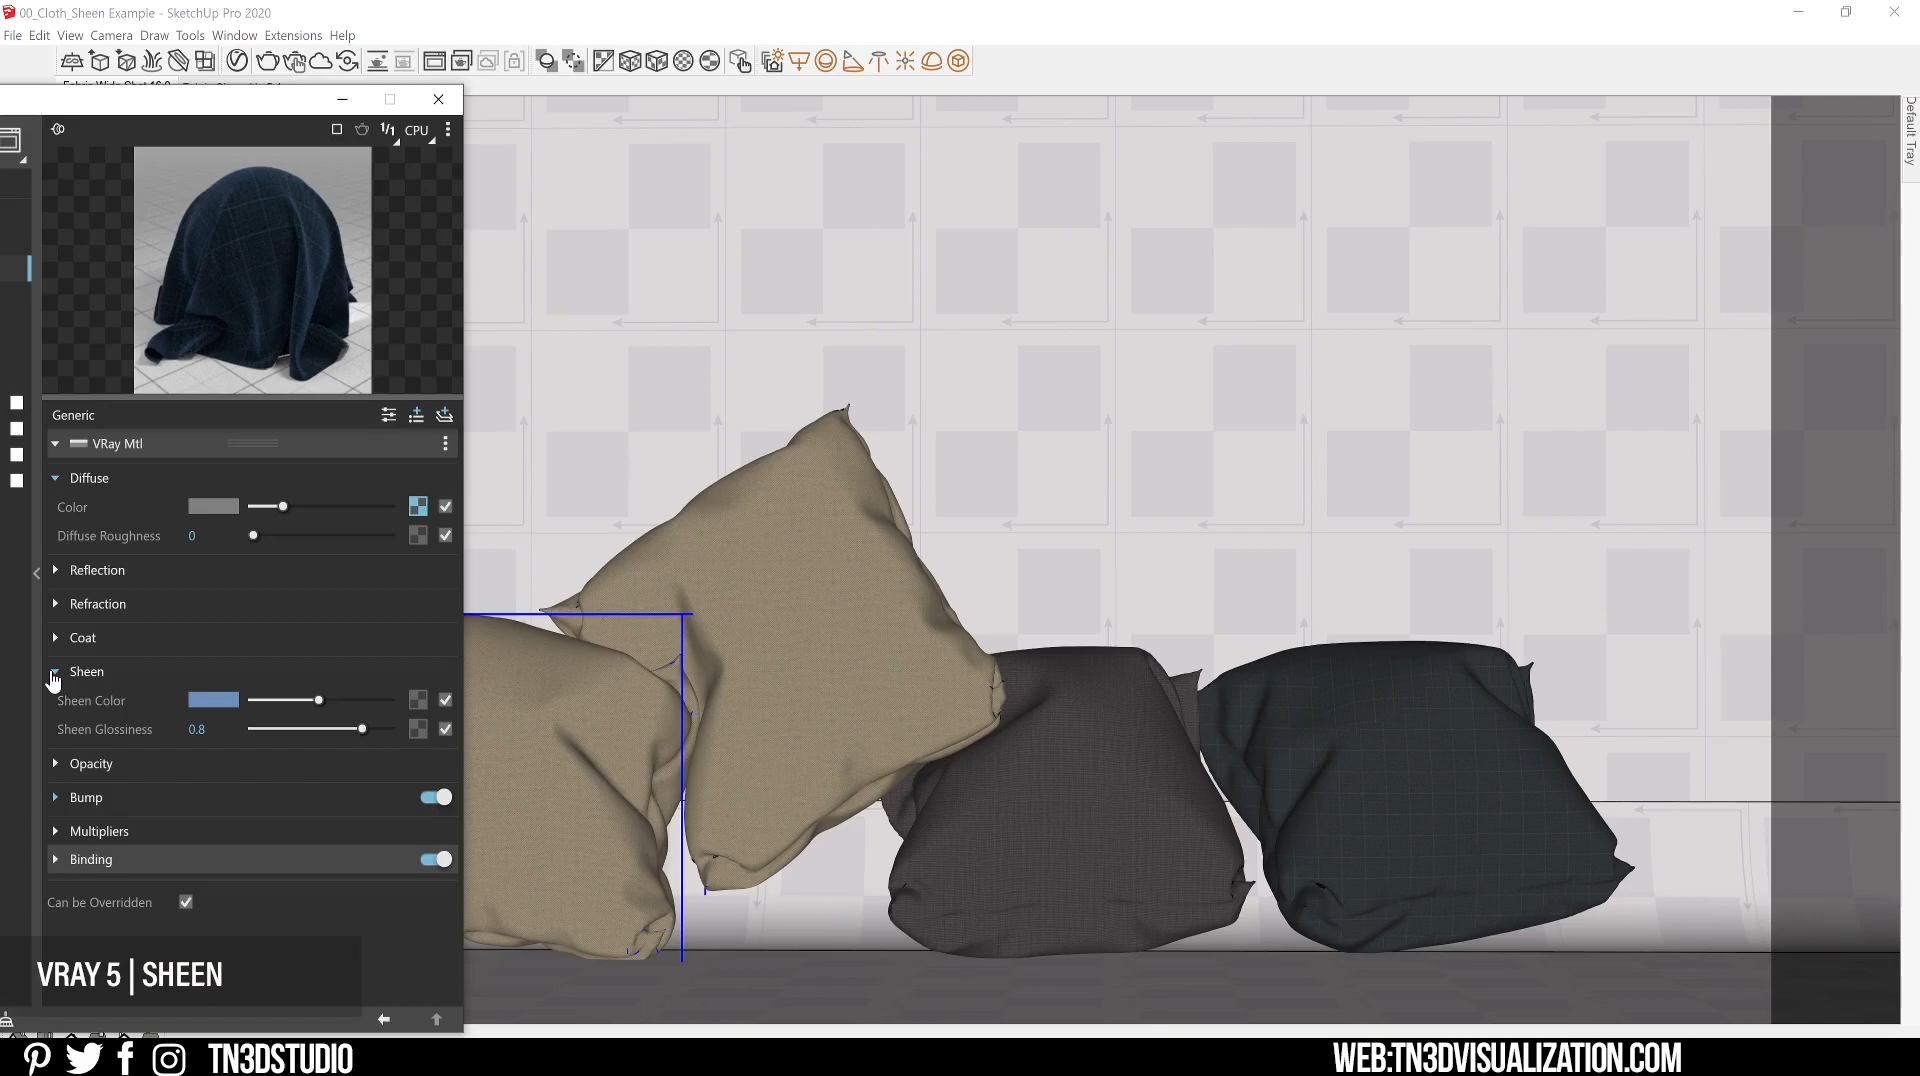 00_Cloth_Sheen Example - SketchUp Pro 2020
File Edit View Camera Draw Tools Window Extensions Help
Default Tray
1/1 CPU
Generic
VRay Mtl
Diffuse
Color
Diffuse Roughness 0
Reflection
Refraction
Coat
Sheen
Sheen Color
Sheen Glossiness 0.8
Opacity
Bump
Multipliers
Binding
Can be Overridden
VRAY 5 | SHEEN
TN3DSTUDIO
WEB:TN3DVISUALIZATION.COM